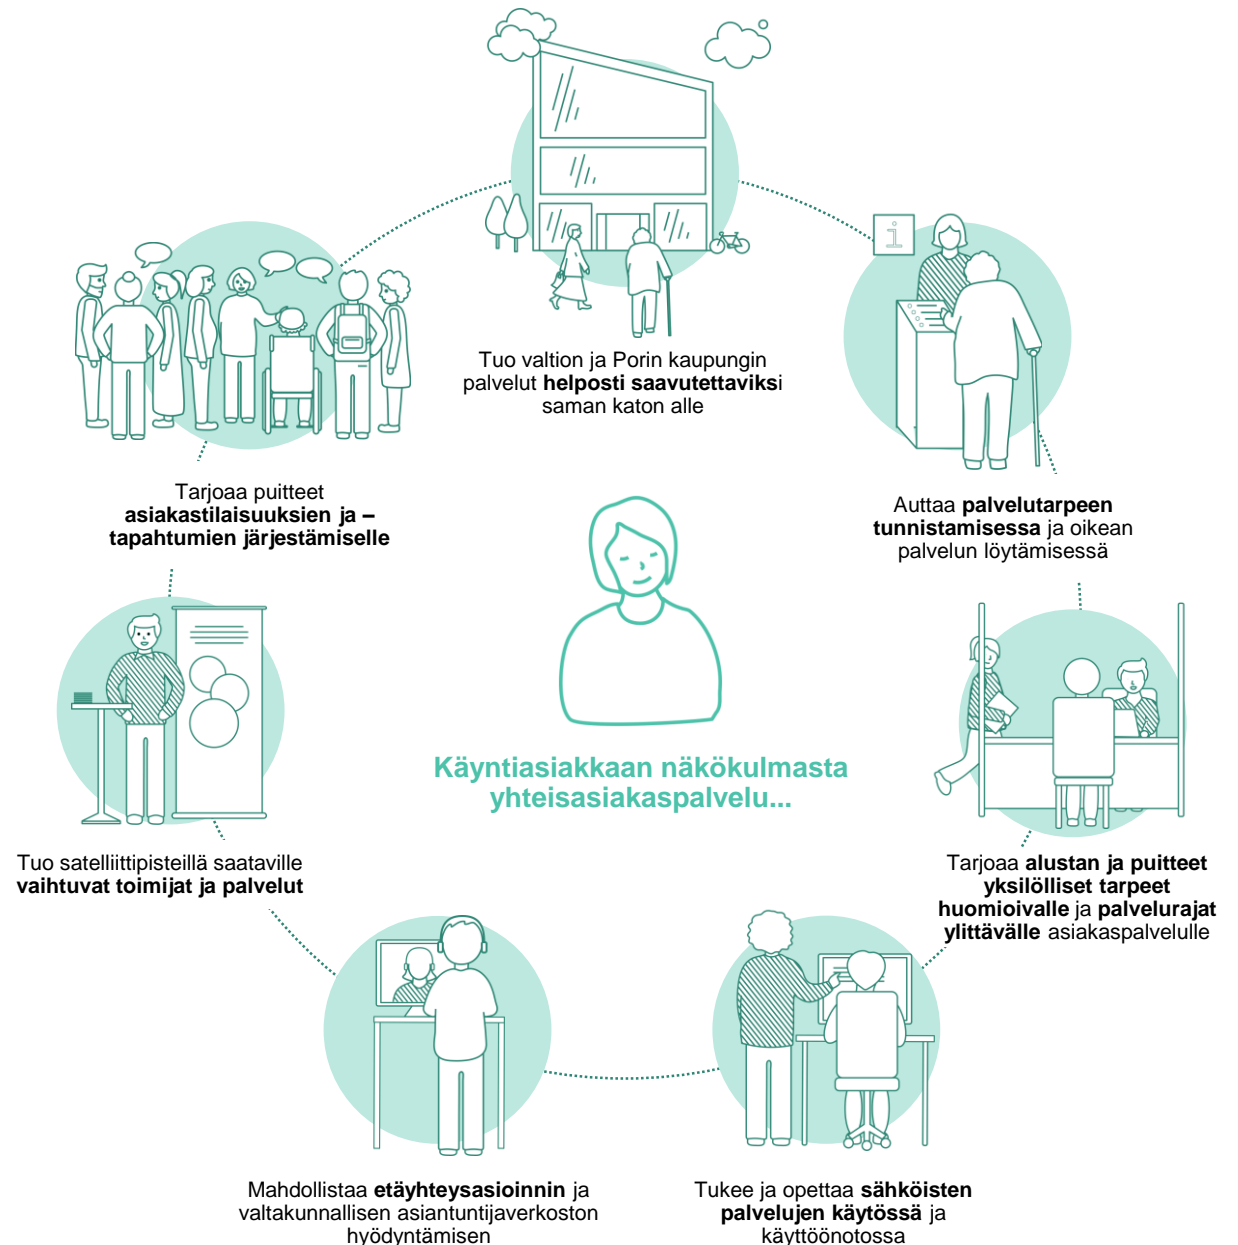 Tuo valtion ja Porin kaupungin
palvelut helposti saavutettaviksi
saman katon alle
i
Auttaa palvelutarpeen
tunnistamisessa ja oikean
palvelun löytämisessä
Tarjoaa puitteet
asiakastilaisuuksien ja –
tapahtumien järjestämiselle
Käyntiasiakkaan näkökulmasta
yhteisasiakaspalvelu...
Tarjoaa alustan ja puitteet
yksilölliset tarpeet
huomioivalle ja palvelurajat
ylittävälle asiakaspalvelulle
Tuo satelliittipisteillä saataville
vaihtuvat toimijat ja palvelut
Tukee ja opettaa sähköisten
palvelujen käytössä ja
käyttöönotossa
Mahdollistaa etäyhteysasioinnin ja
valtakunnallisen asiantuntijaverkoston
hyödyntämisen